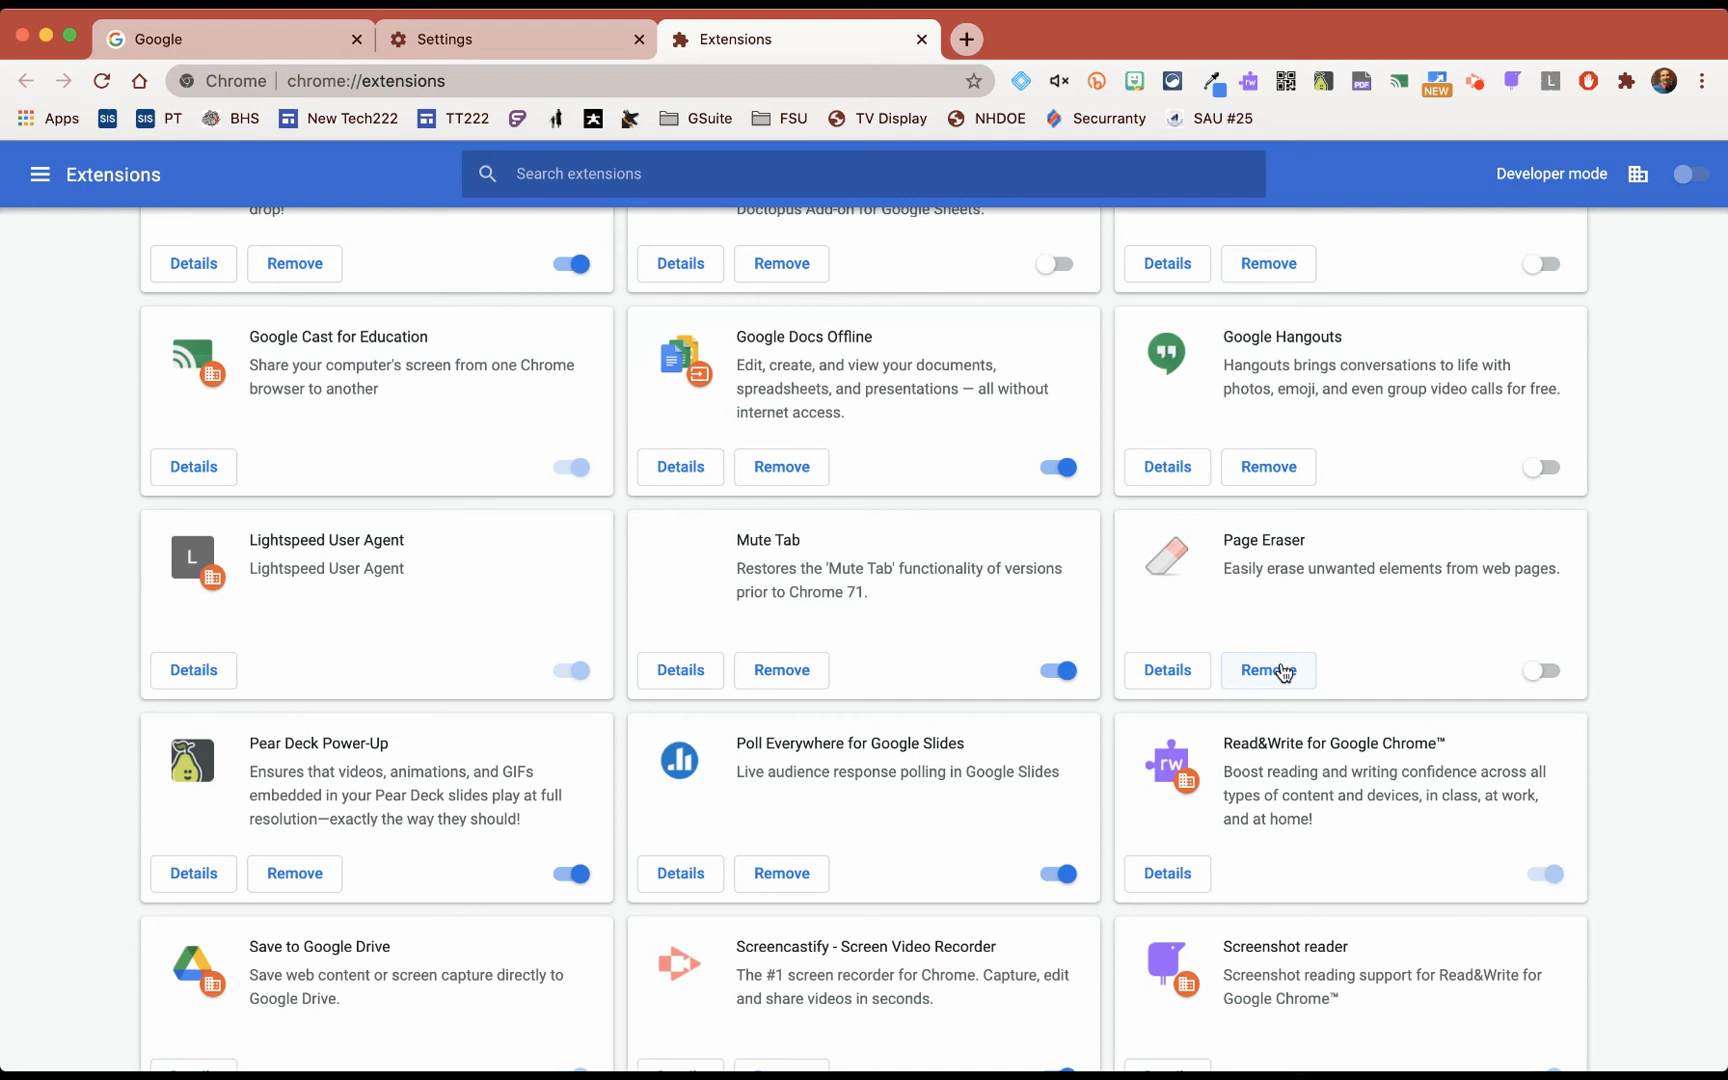 Google
Settings
Extensions
Chrome
chrome://extensions
rw
PDF
NEW
L
Apps
SIS
SIS PT
BHS
New Tech222
TT222
GSuite
FSU
TV Display
NHDOE
Securranty
SAU #25
Extensions
Search extensions
Developer mode
drop!
Doctopus Add-on for Google Sheets.
Details
Remove
Details
Remove
Details
Remove
Google Cast for Education
Share your computer's screen from one Chrome
browser to another
Details
Google Docs Offline
Edit, create, and view your documents,
spreadsheets, and presentations — all without
internet access.
Details
Remove
Google Hangouts
Hangouts brings conversations to life with
photos, emoji, and even group video calls for free.
Details
Remove
L
Lightspeed User Agent
Lightspeed User Agent
Details
Mute Tab
Restores the 'Mute Tab' functionality of versions
prior to Chrome 71.
Details
Remove
Page Eraser
Easily erase unwanted elements from web pages.
Details
Remove
Pear Deck Power-Up
Ensures that videos, animations, and GIFs
embedded in your Pear Deck slides play at full
resolution—exactly the way they should!
Details
Remove
Poll Everywhere for Google Slides
Live audience response polling in Google Slides
Details
Remove
rw
Read&Write for Google Chrome™
Boost reading and writing confidence across all
types of content and devices, in class, at work,
and at home!
Details
Save to Google Drive
Save web content or screen capture directly to
Google Drive.
Screencastify - Screen Video Recorder
The #1 screen recorder for Chrome. Capture, edit
and share videos in seconds.
Screenshot reader
Screenshot reading support for Read&Write for
Google Chrome™